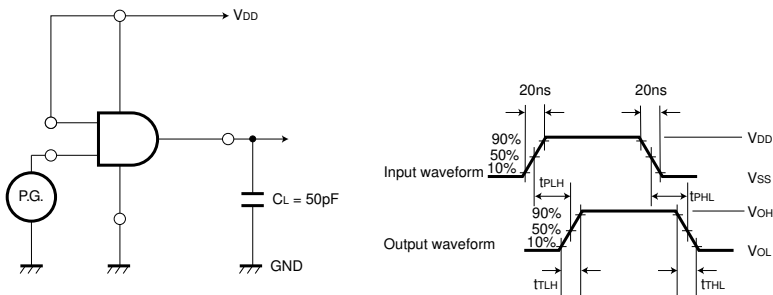 VDD
P.G.
CL = 50pF
GND
20ns
20ns
90%
50%
10%
Input waveform
VDD
VSS
tPLH
tPHL
90%
50%
10%
Output waveform
VOH
VOL
tTLH
tTHL